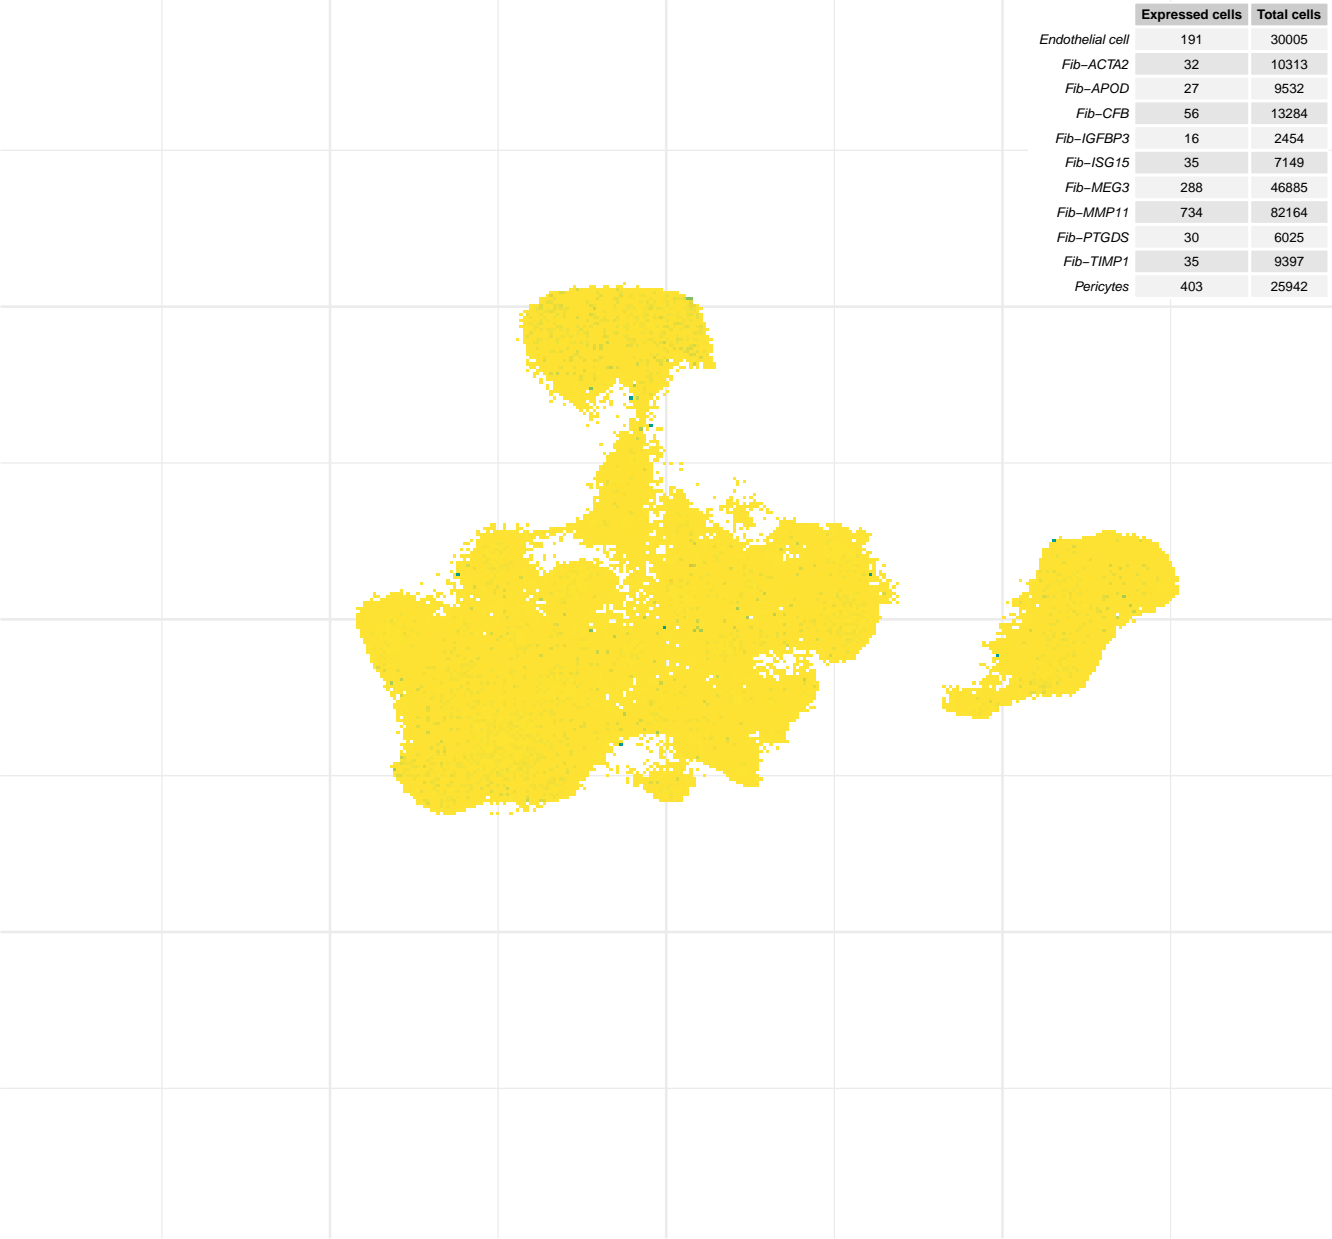 Expressed cells Total cells
Endothelial cell 191 30005
Fib−ACTA2 32 10313
Fib−APOD 27 9532
Fib−CFB 56 13284
Fib−IGFBP3 16 2454
Fib−ISG15 35 7149
Fib−MEG3 288 46885
Fib−MMP11 734 82164
Fib−PTGDS 30 6025
Fib−TIMP1 35 9397
Pericytes 403 25942